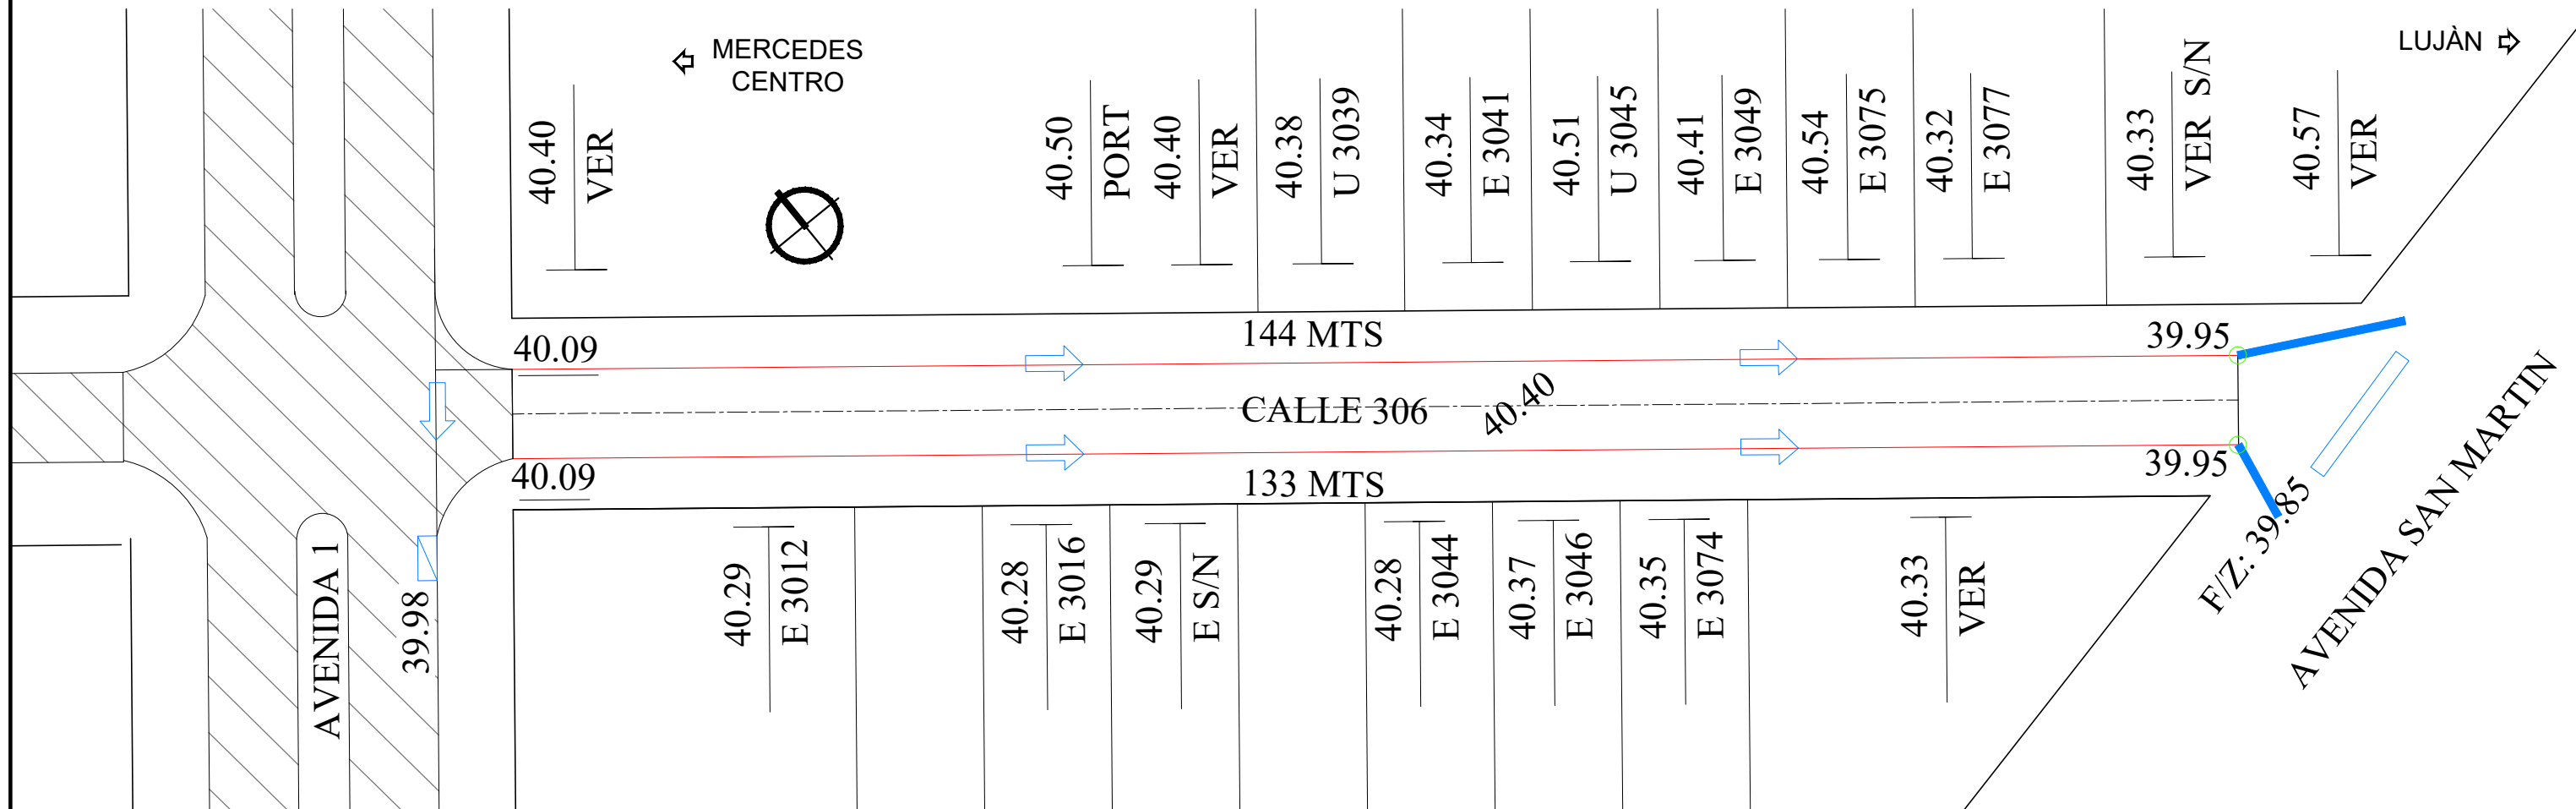 MERCEDES
CENTRO
LUJÀN
40.40
VER
40.50
PORT
40.40
VER
40.38
U 3039
40.34
E 3041
40.51
U 3045
40.41
E 3049
40.54
E 3075
40.32
E 3077
40.33
VER S/N
40.57
VER
144 MTS
40.09
39.95
CALLE 306
40.40
40.09
133 MTS
39.95
F/Z: 39.85
AVENIDA SAN MARTIN
AVENIDA 1
39.98
40.29
E 3012
40.28
E 3016
40.29
E S/N
40.28
E 3044
40.37
E 3046
40.35
E 3074
40.33
VER